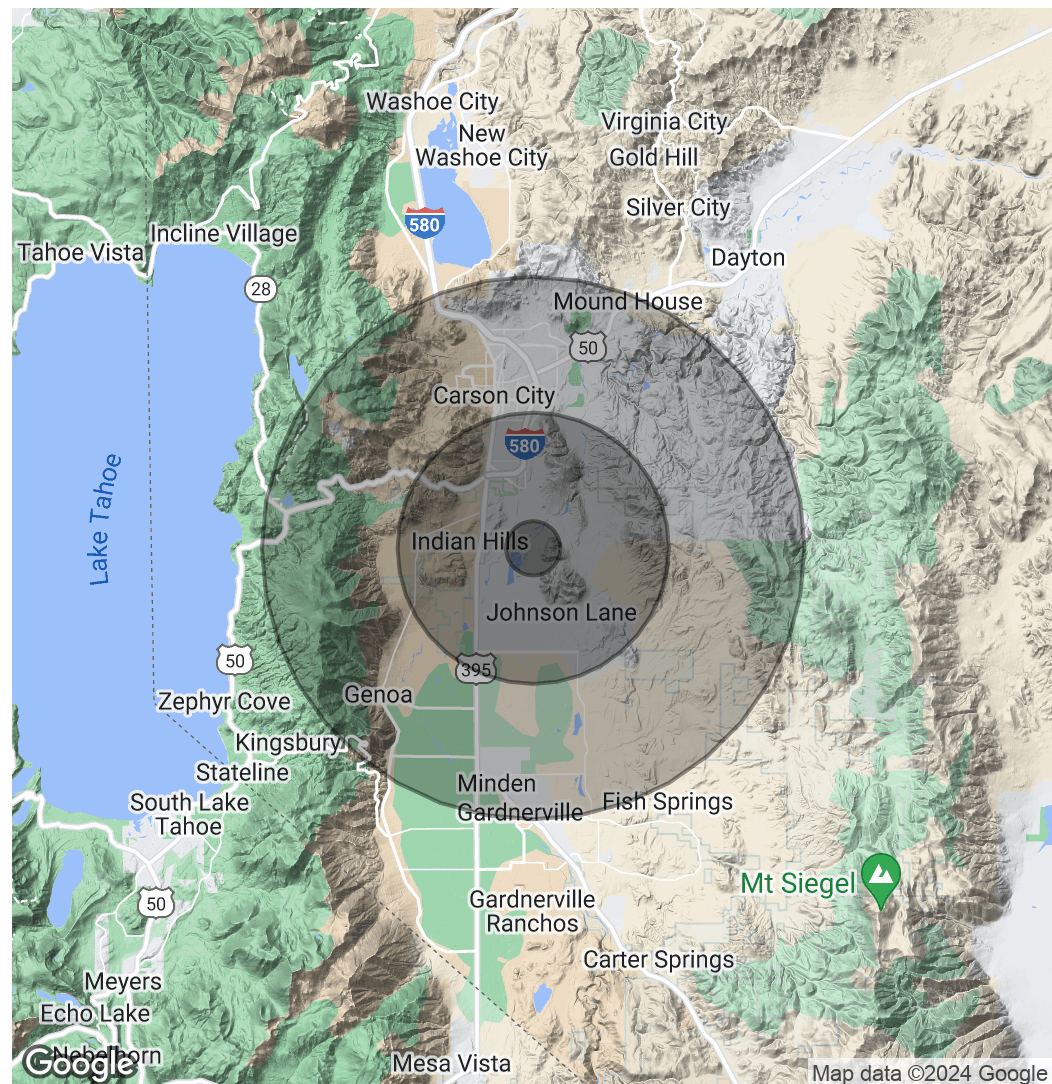 Washoe City
New
Washoe City
Virginia City
Gold Hill
Silver City
580
Incline Village
Tahoe Vista
Dayton
28
Mound House
50
Carson City
580
Lake Tahoe
Indian Hills
Johnson Lane
50
395
Genoa
Zephyr Cove
Kingsbury
Stateline
Minden
South Lake
Tahoe
Gardnerville
Fish Springs
Mt Siegel
50
Gardnerville
Ranchos
Carter Springs
Meyers
Echo Lake
Nebelhorn
Google
Mesa Vista
Map data ©2024 Google